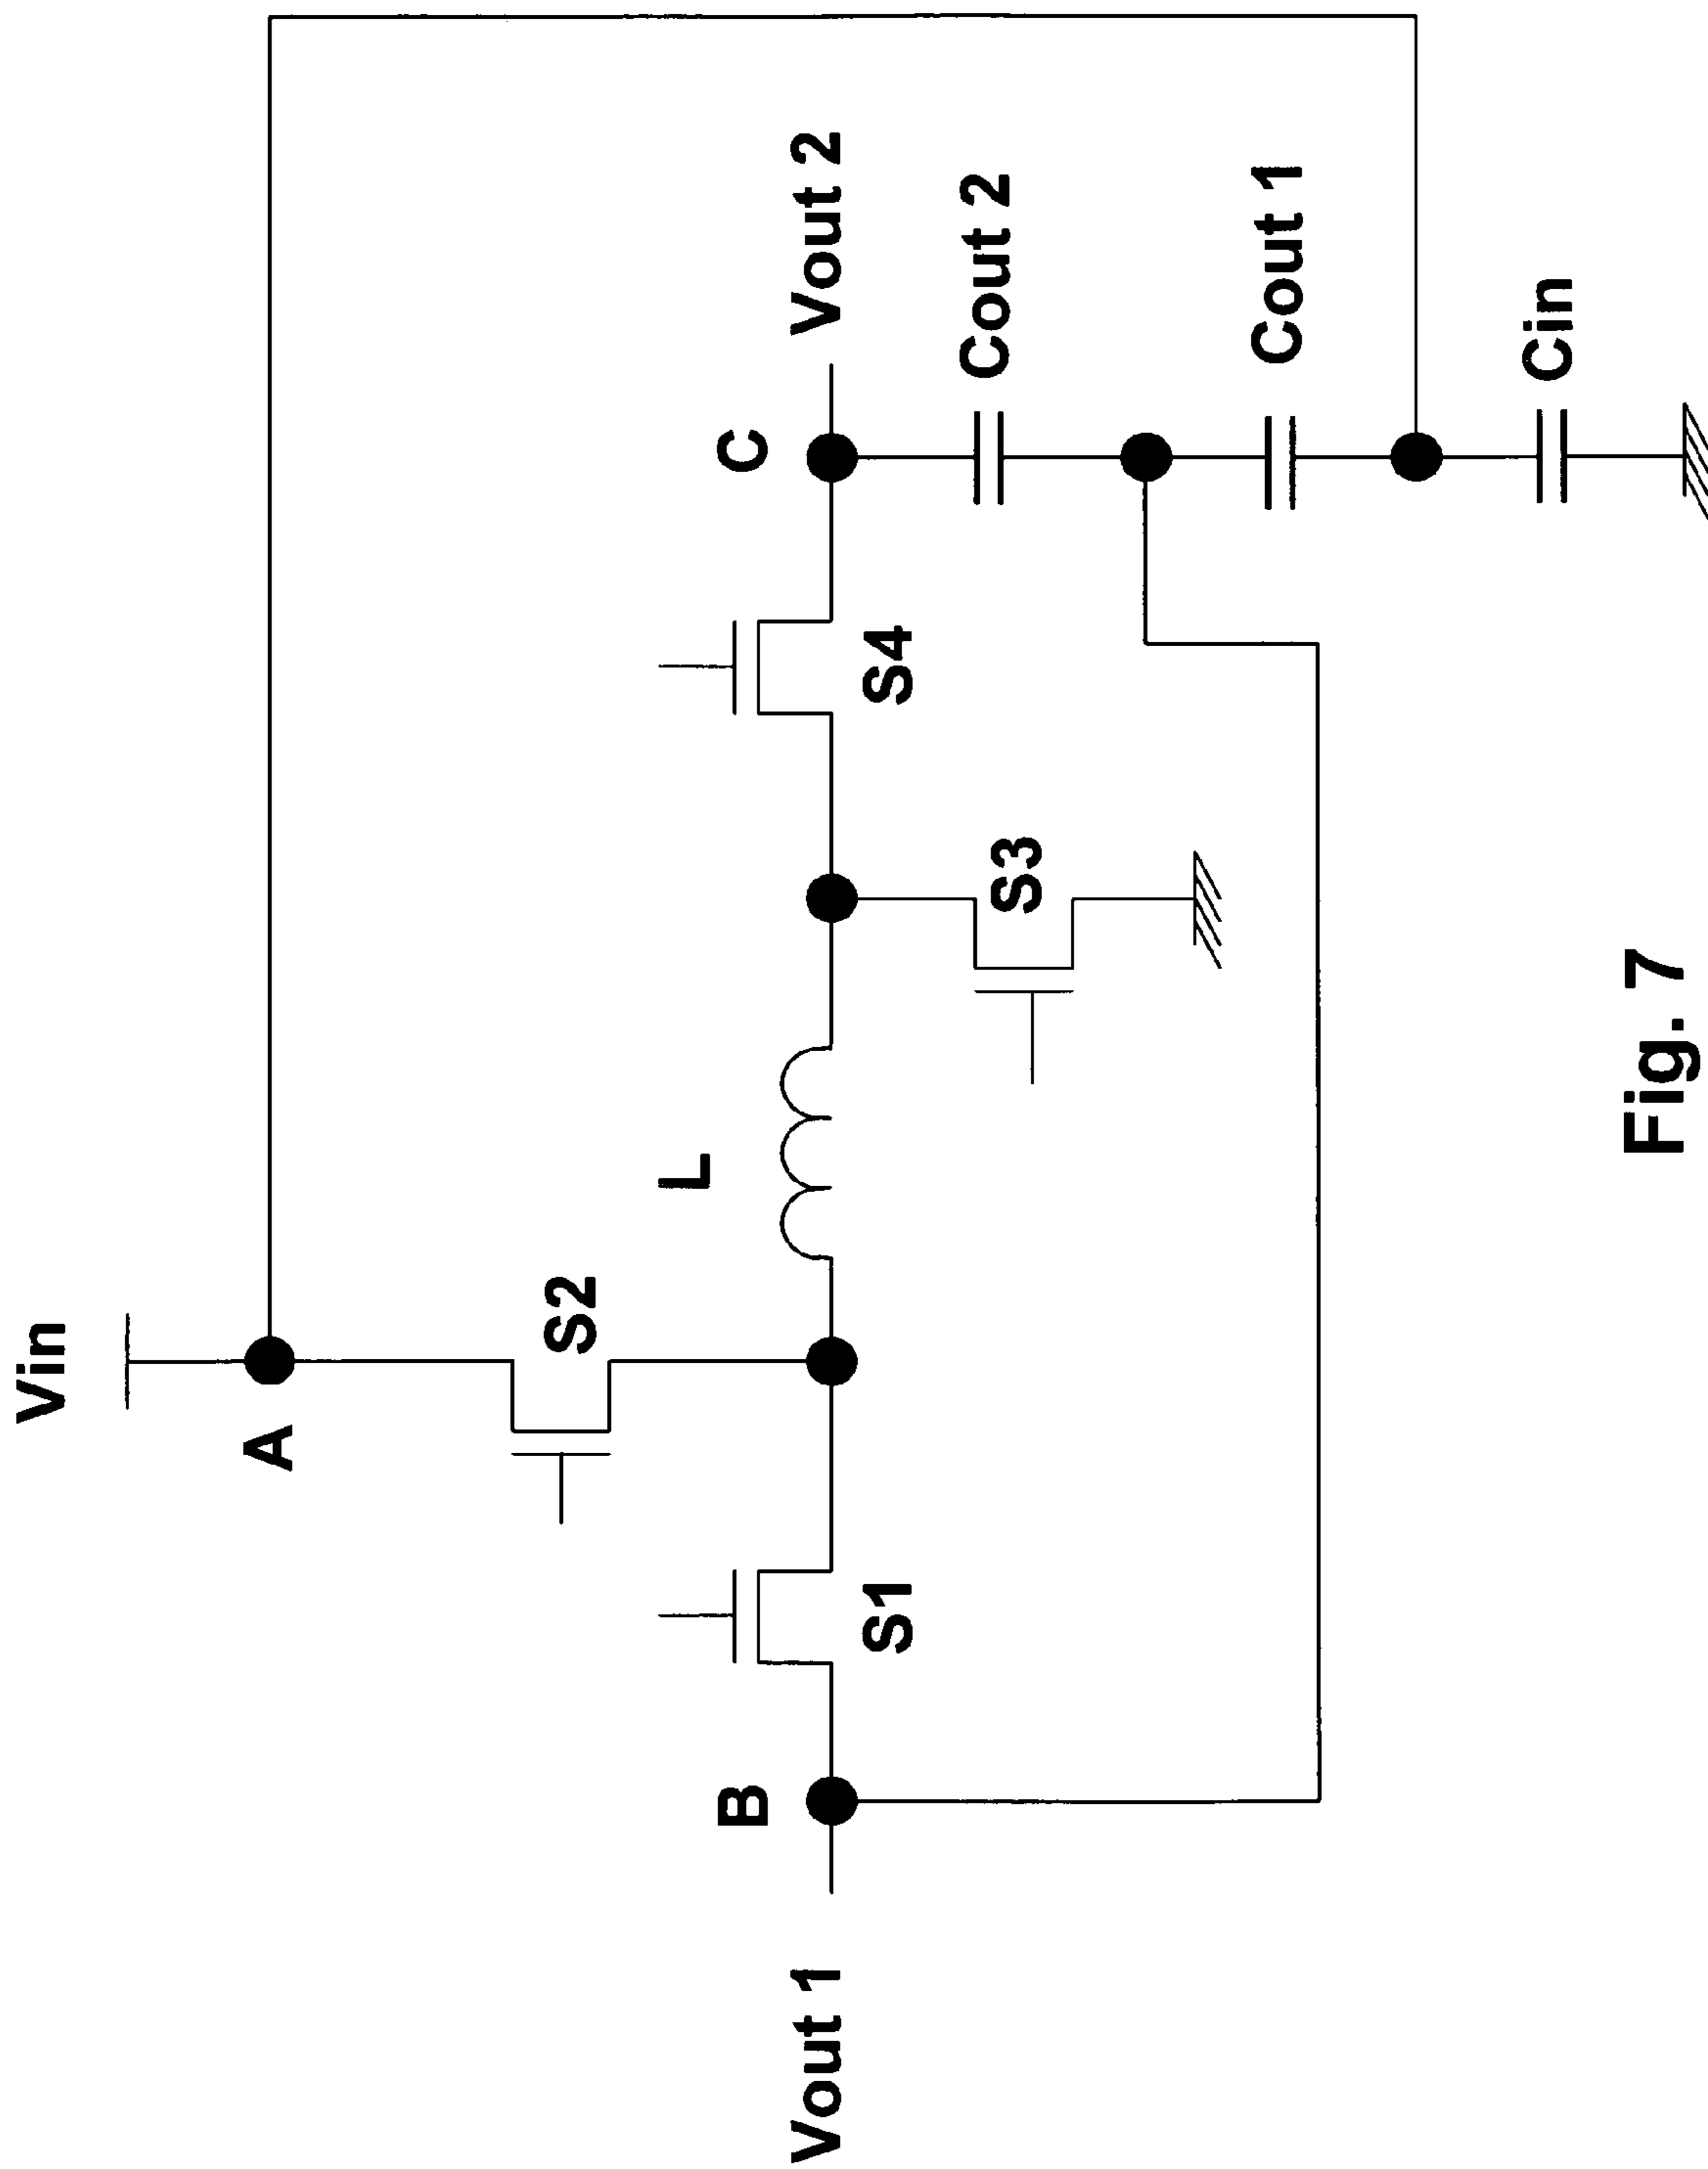 Vin
A
S2
L
B
S1
Vout 1
S3
S4
C
Vout 2
Cout 2
Cout 1
Cin
Fig. 7